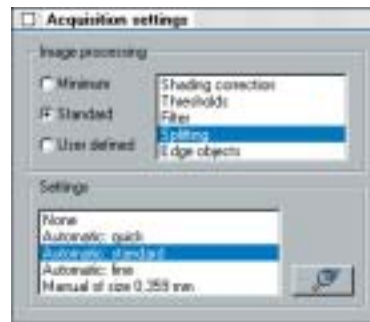 Acquisition settings
Image processing
Minimum
Standard
User defined
Shading correction
Thresholds
Filter
Splitting
Edge objects
Settings
None
Automatic: quick
Automatic: standard
Automatic: fine
Manual of size 0.359 mm